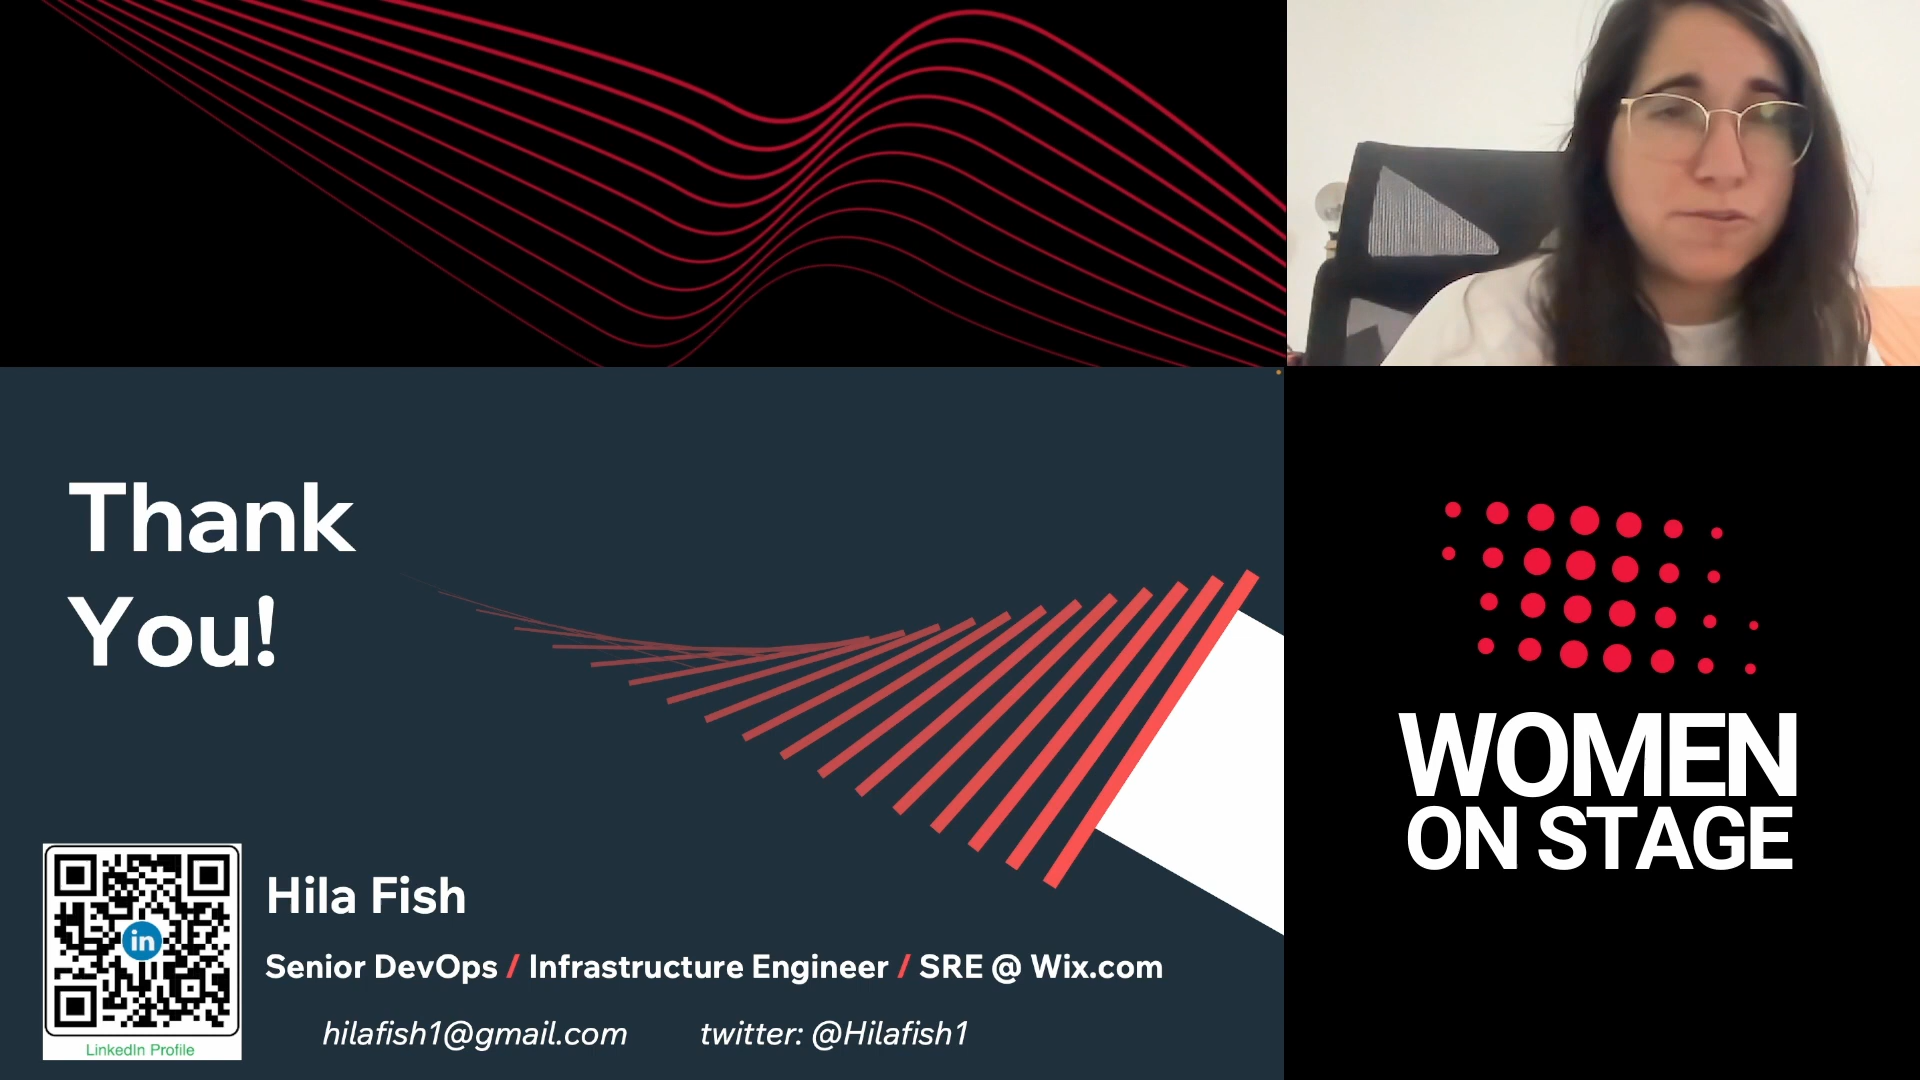 Thank
You!
in
LinkedIn Profile
Hila Fish
Senior DevOps / Infrastructure Engineer / SRE @ Wix.com
hilafish1@gmail.com twitter: @Hilafish1
WOMEN
ON STAGE